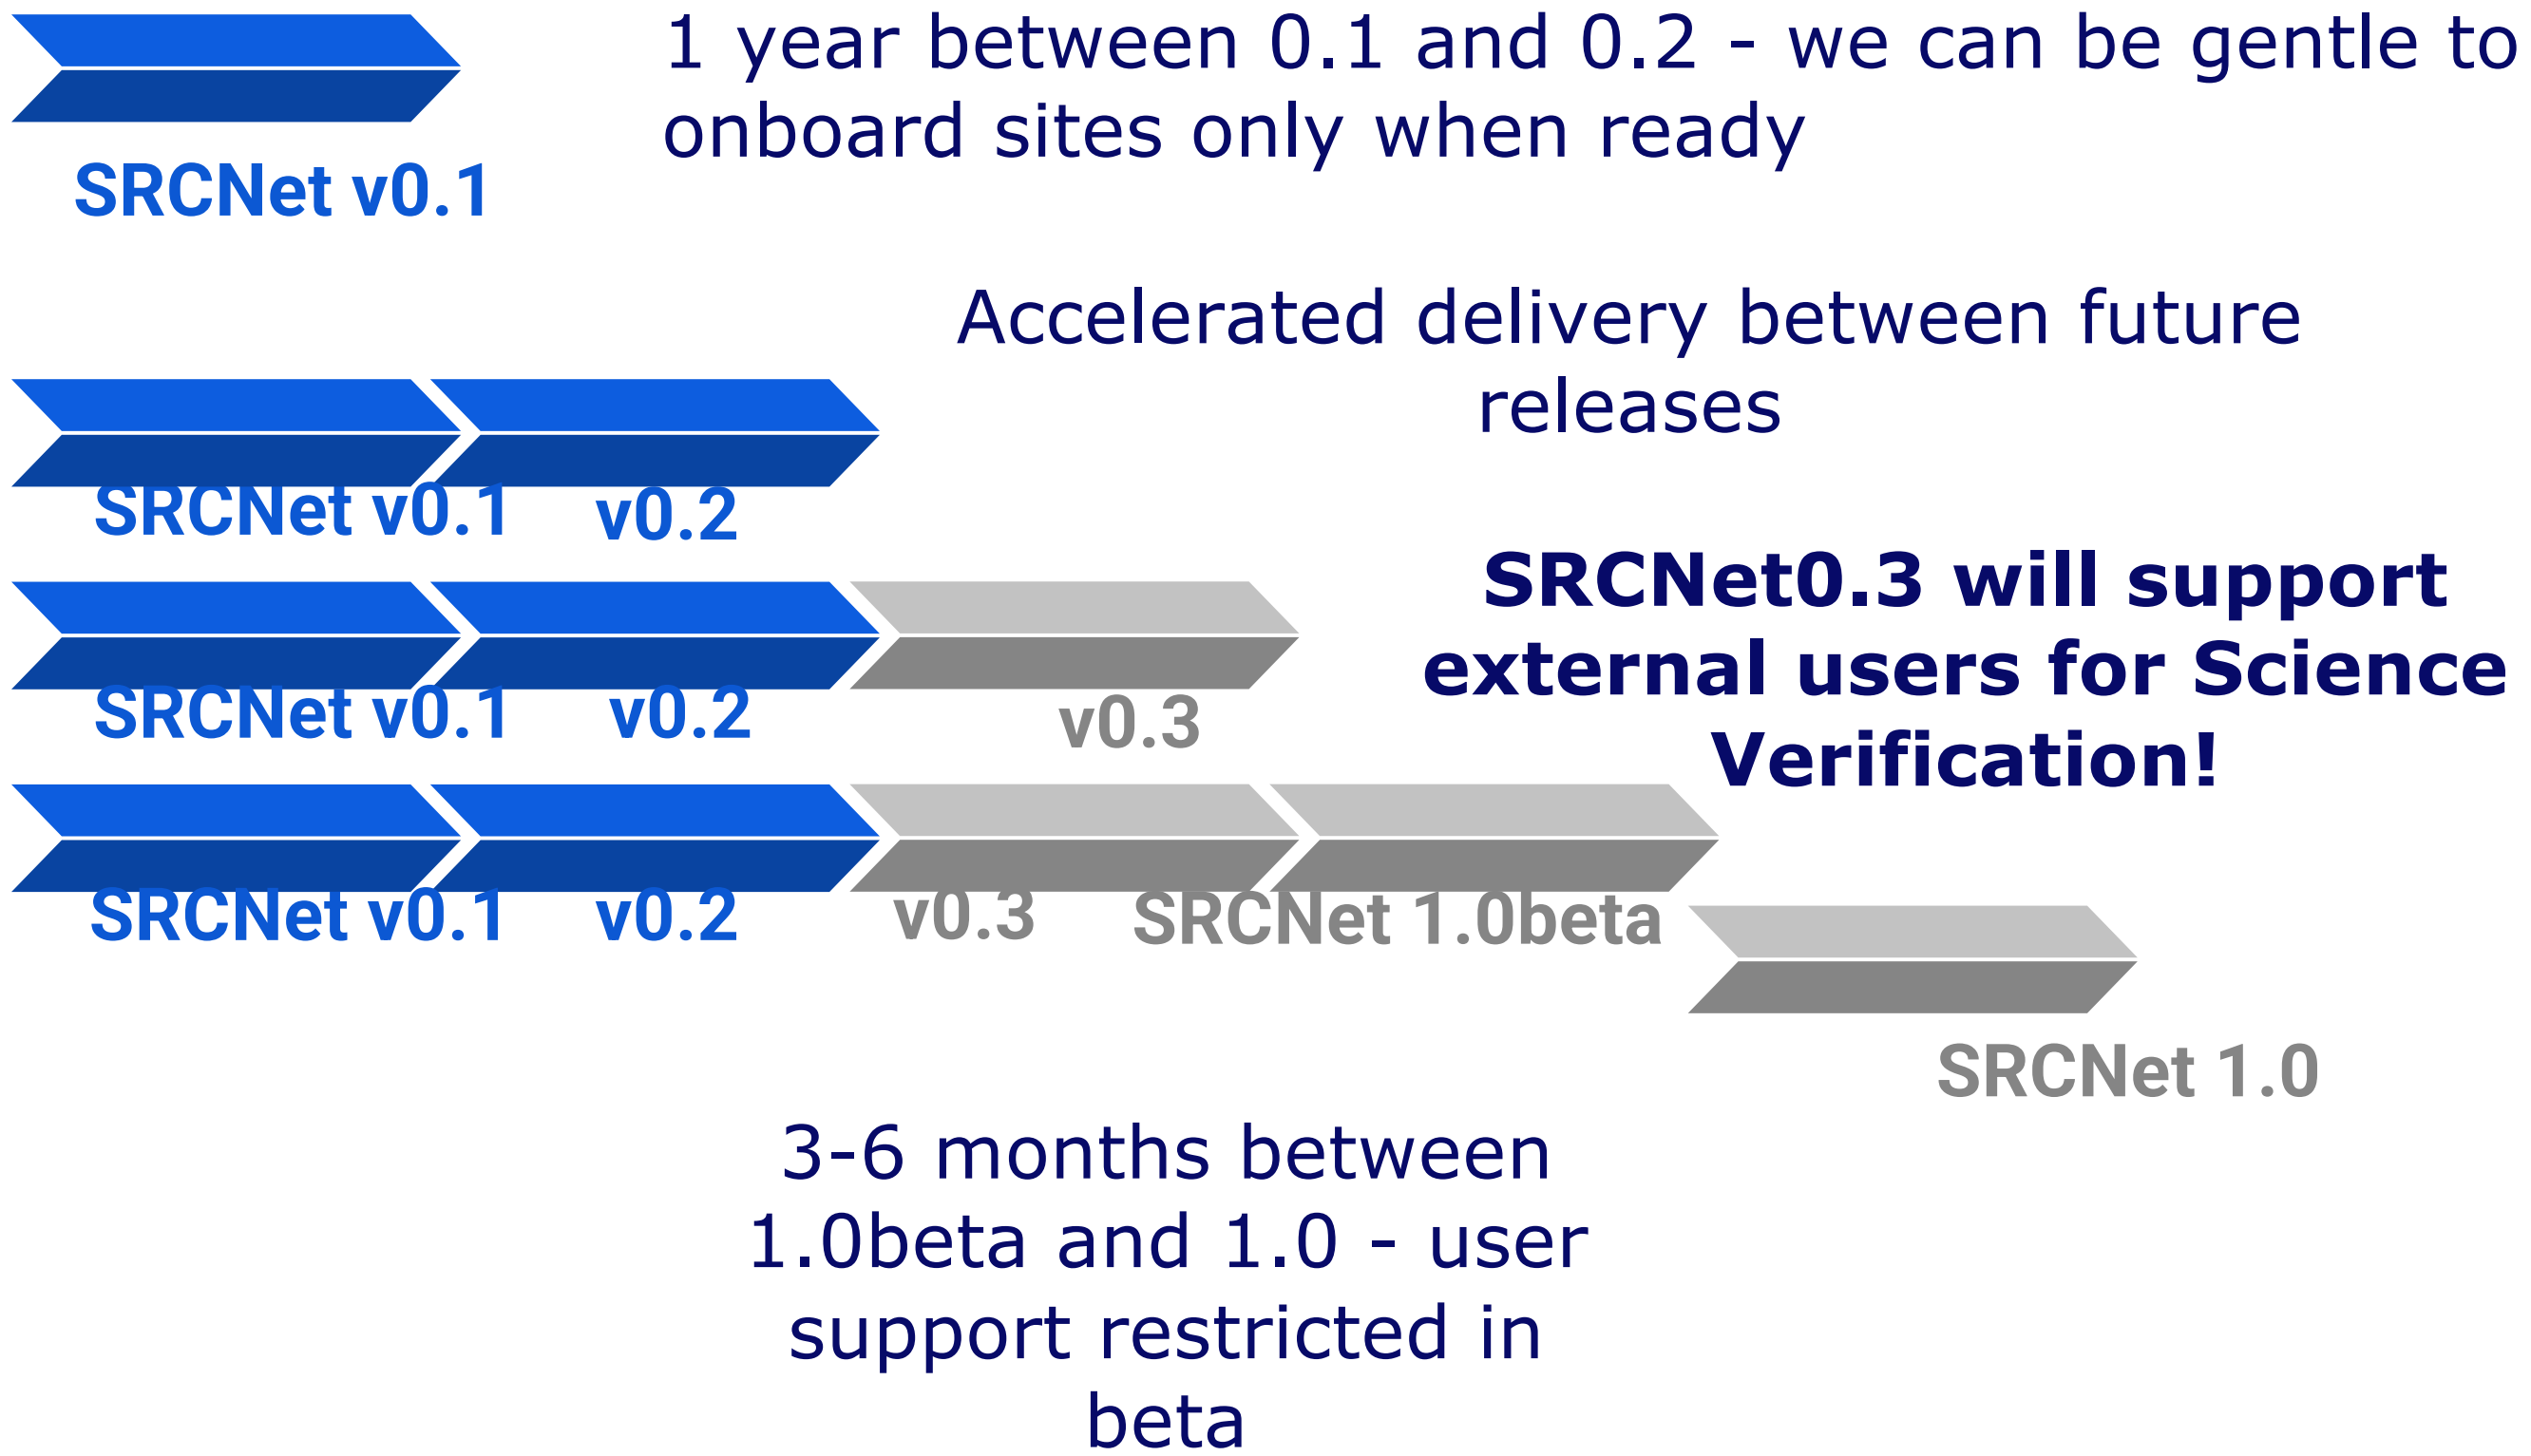 1 year between 0.1 and 0.2 - we can be gentle to
onboard sites only when ready
SRCNet v0.1
Accelerated delivery between future
releases
SRCNet v0.1 v0.2
SRCNet0.3 will support
external users for Science
Verification!
SRCNet v0.1 v0.2 v0.3
SRCNet v0.1 v0.2 v0.3 SRCNet 1.0beta
SRCNet 1.0
3-6 months between
1.0beta and 1.0 - user
support restricted in
beta